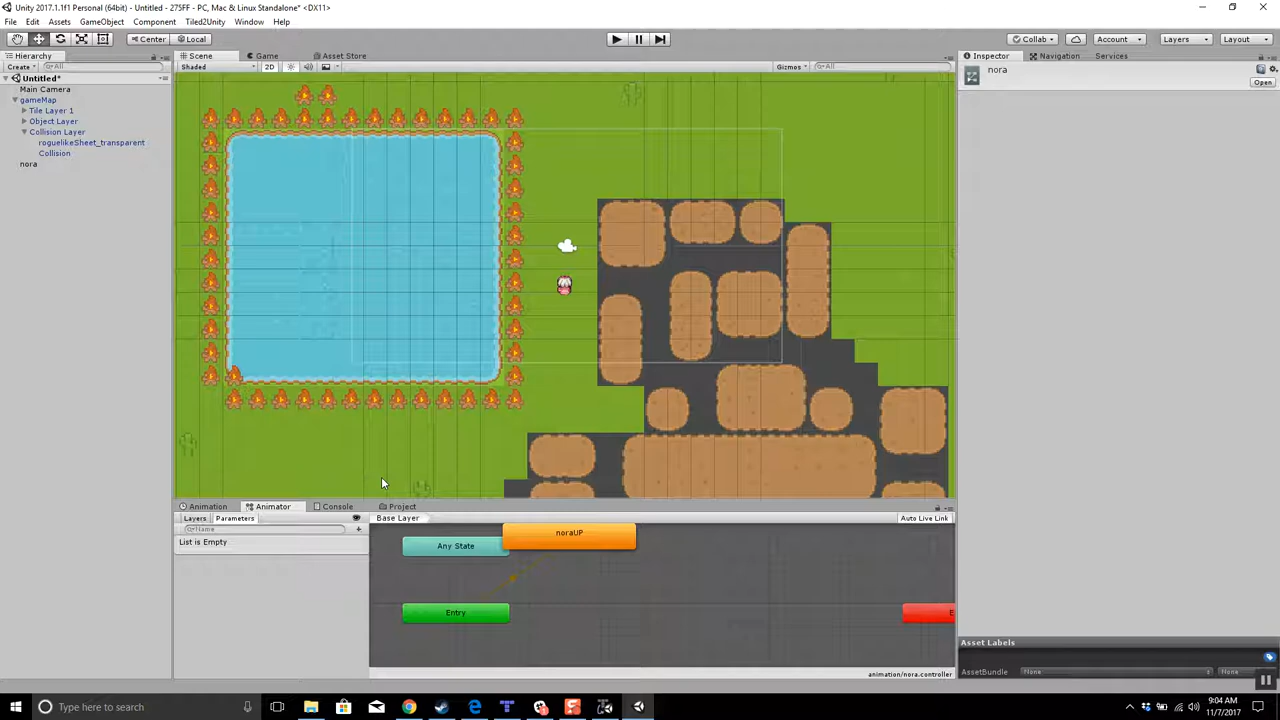 Unity 2017.1.1f1 Personal (64bit) - Untitled - 275FF - PC, Mac & Linux Standalone* <DX11>
File Edit Assets GameObject Component Tiled2Unity Window Help
Center Local Collab Account Layers Layout
Hierarchy Scene Game Asset Store Inspector Navigation Services
Create All Shaded 2D Gizmos All nora
Untitled* Open
Main Camera
gameMap
Tile Layer 1
Object Layer
Collision Layer
roguelikeSheet_transparent
Collision
nora
Animation Animator Console Project
Layers Parameters Base Layer Auto Live Link
Name
List is Empty
noraUP
Any State
Entry
E
animation/nora.controller
Asset Labels
AssetBundle None None
Type here to search
9:04 AM
11/7/2017